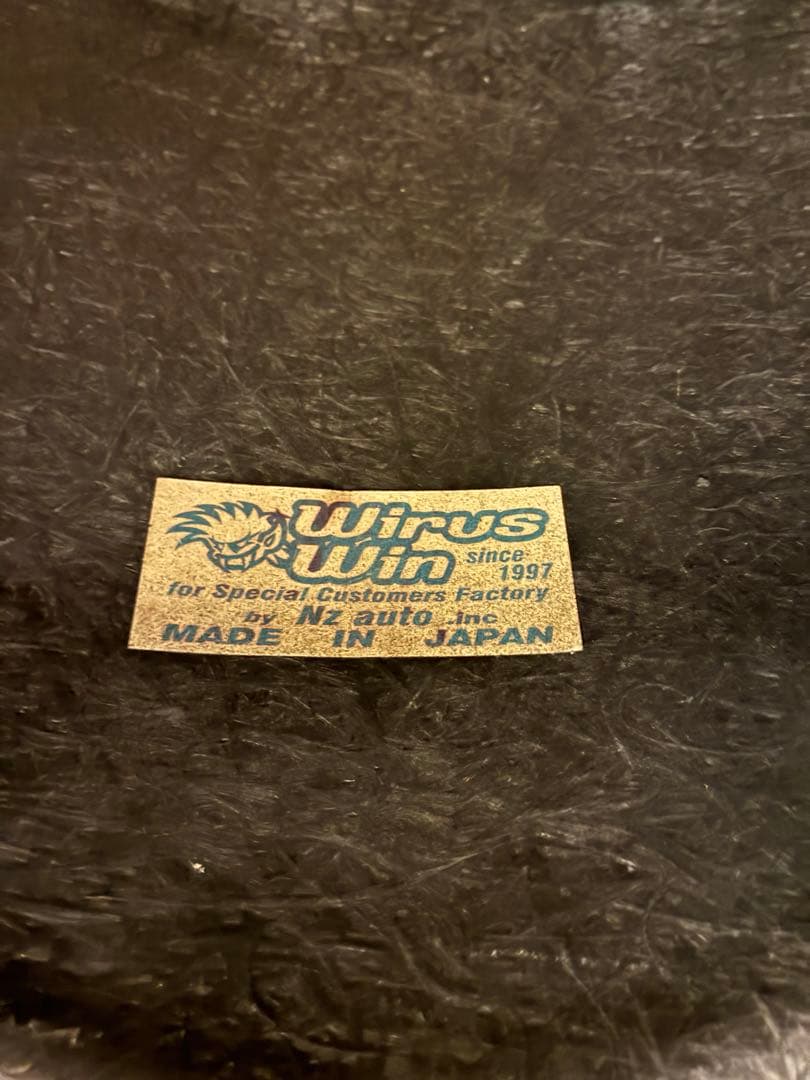 Wirus
Win since
1997
for Special Customers Factory
by Nz auto .inc
MADE IN JAPAN